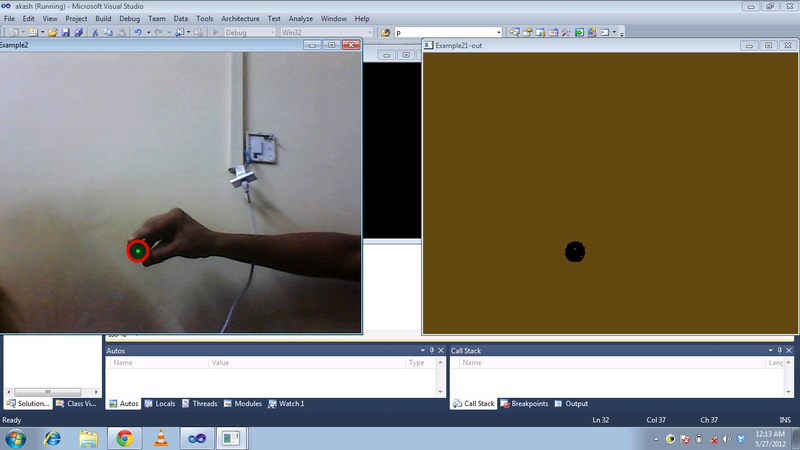 akash (Running) - Microsoft Visual Studio
File Edit View Project Build Debug Team Data Tools Architecture Test Analyze Window Help
Debug Win32 p
Example2
Example21-out
Autos
Name Value Type
Call Stack
Name Lang
Solution... Class Vi...
Autos Locals Threads Modules Watch 1
Call Stack Breakpoints Output
Ready Ln 32 Col 37 Ch 37 INS
12:13 AM
5/27/2012